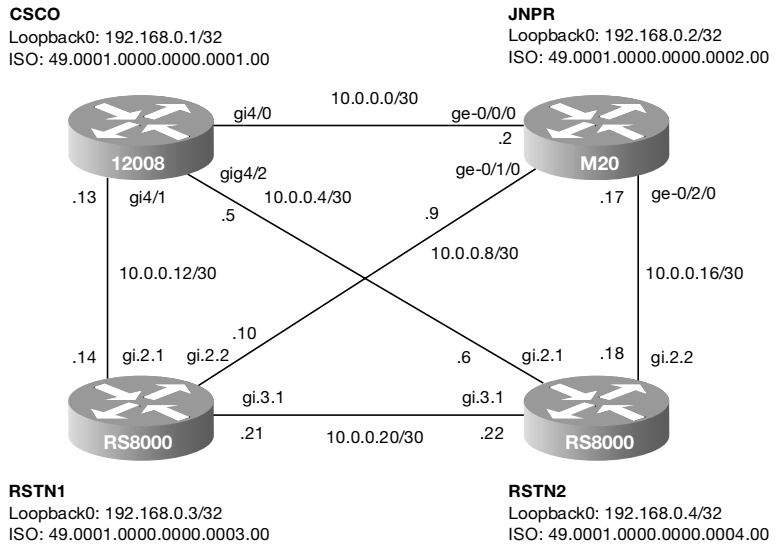 CSCO
Loopback0: 192.168.0.1/32
ISO: 49.0001.0000.0000.0001.00
JNPR
Loopback0: 192.168.0.2/32
ISO: 49.0001.0000.0000.0002.00
10.0.0.0/30
gi4/0
ge-0/0/0
.2
12008
M20
gig4/2
ge-0/1/0
.13
gi4/1
10.0.0.4/30
.5
.9
.17
ge-0/2/0
10.0.0.8/30
10.0.0.12/30
10.0.0.16/30
.10
.14
gi.2.1
gi.2.2
.6
gi.2.1
.18
gi.2.2
gi.3.1
gi.3.1
RS8000
.21
10.0.0.20/30
.22
RS8000
RSTN1
Loopback0: 192.168.0.3/32
ISO: 49.0001.0000.0000.0003.00
RSTN2
Loopback0: 192.168.0.4/32
ISO: 49.0001.0000.0000.0004.00